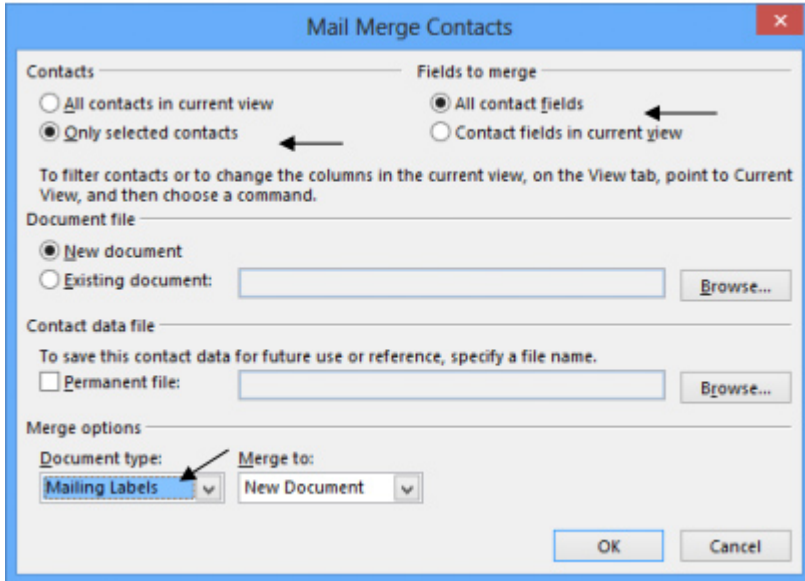 Mail Merge Contacts
Contacts
Fields to merge
All contacts in current view
All contact fields
Only selected contacts
Contact fields in current view
To filter contacts or to change the columns in the current view, on the View tab, point to Current
View, and then choose a command.
Document file
New document
Existing document:
Browse...
Contact data file
To save this contact data for future use or reference, specify a file name.
Permanent file:
Browse...
Merge options
Document type:
Merge to:
Mailing Labels
New Document
OK
Cancel